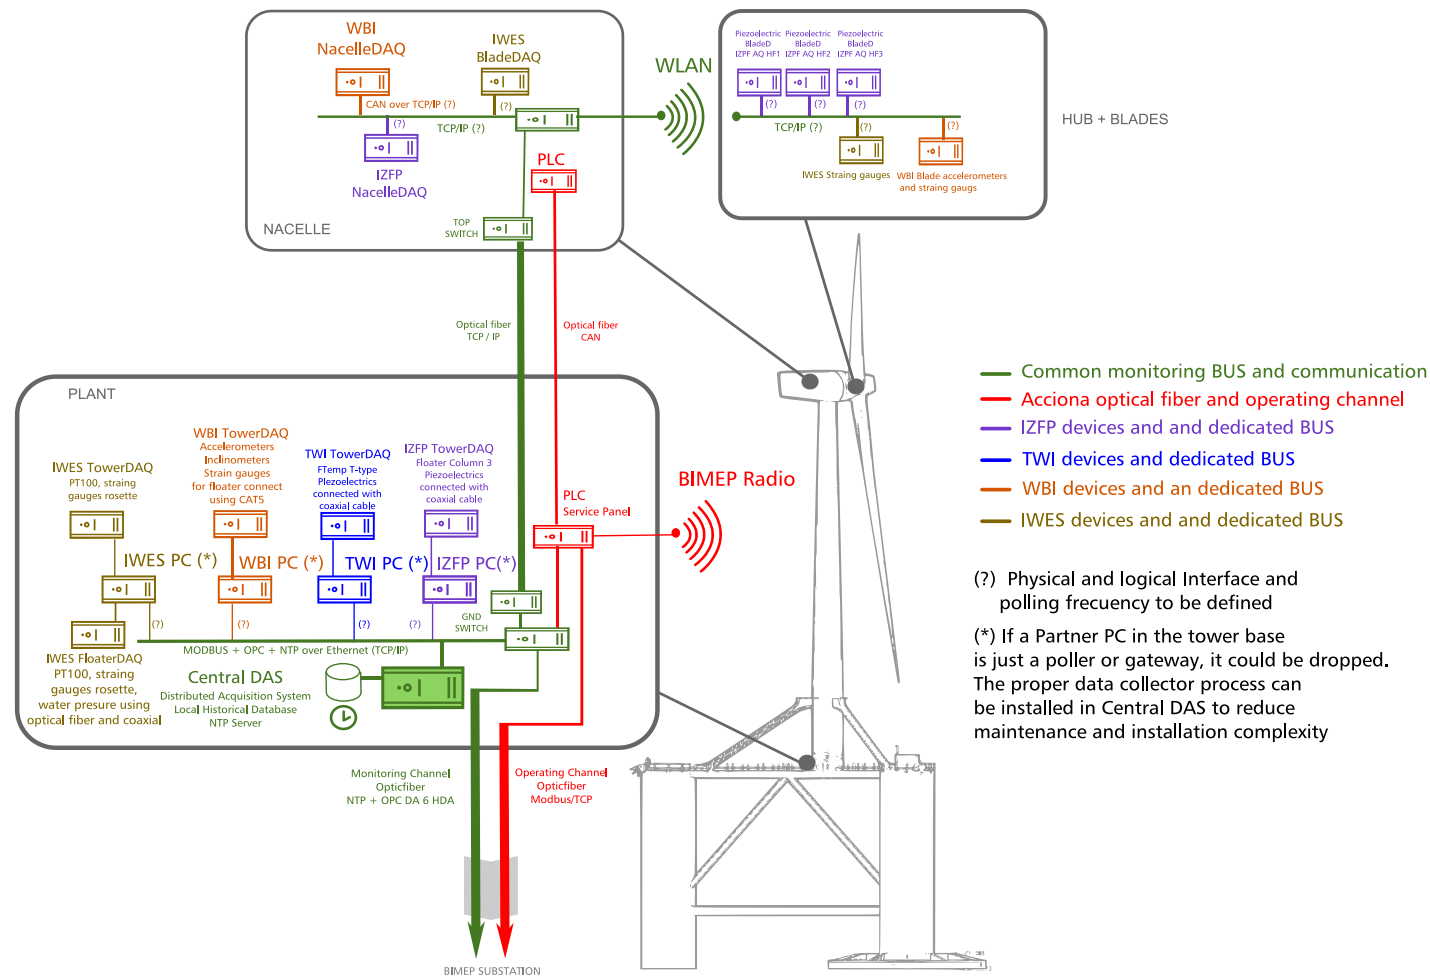 WBI
NacelleDAQ
IWES
BladeDAQ
CAN over TCP/IP (?)
(?)
(?)
TCP/IP (?)
IZFP
NacelleDAQ
PLC
TOP
SWITCH
NACELLE
WLAN
Piezoelectric
BladeD
IZPF AQ HF1
Piezoelectric
BladeD
IZPF AQ HF2
Piezoelectric
BladeD
IZPF AQ HF3
(?)
(?)
(?)
TCP/IP (?)
(?)
(?)
IWES Straing gauges
WBI Blade accelerometers
and straing gaugs
HUB + BLADES
Optical fiber
TCP / IP
Optical fiber
CAN
PLANT
IWES TowerDAQ
PT100, straing
gauges rosette
WBI TowerDAQ
Accelerometers
Inclinometers
Strain gauges
for floater connect
using CAT5
TWI TowerDAQ
FTemp T-type
Plezoelectrics
connected with
coaxial cable
IZFP TowerDAQ
Floater Column 3
Piezoelectrics
connected with
coaxial cable
PLC
Service Panel
BIMEP Radio
IWES PC (*)
WBI PC (*)
TWI PC (*)
IZFP PC(*)
(?)
(?)
(?)
(?)
GND
SWITCH
MODBUS + OPC + NTP over Ethernet (TCP/IP)
IWES FloaterDAQ
PT100, straing
gauges rosette,
water presure using
optical fiber and coaxial
Central DAS
Distributed Acquisition System
Local Historical Database
NTP Server
Monitoring Channel
Opticfiber
NTP + OPC DA 6 HDA
Operating Channel
Opticfiber
Modbus/TCP
BIMEP SUBSTATION
Common monitoring BUS and communication
Acciona optical fiber and operating channel
IZFP devices and and dedicated BUS
TWI devices and dedicated BUS
WBI devices and an dedicated BUS
IWES devices and and dedicated BUS
(?) Physical and logical Interface and
polling frecuency to be defined
(*) If a Partner PC in the tower base
is just a poller or gateway, it could be dropped.
The proper data collector process can
be installed in Central DAS to reduce
maintenance and installation complexity